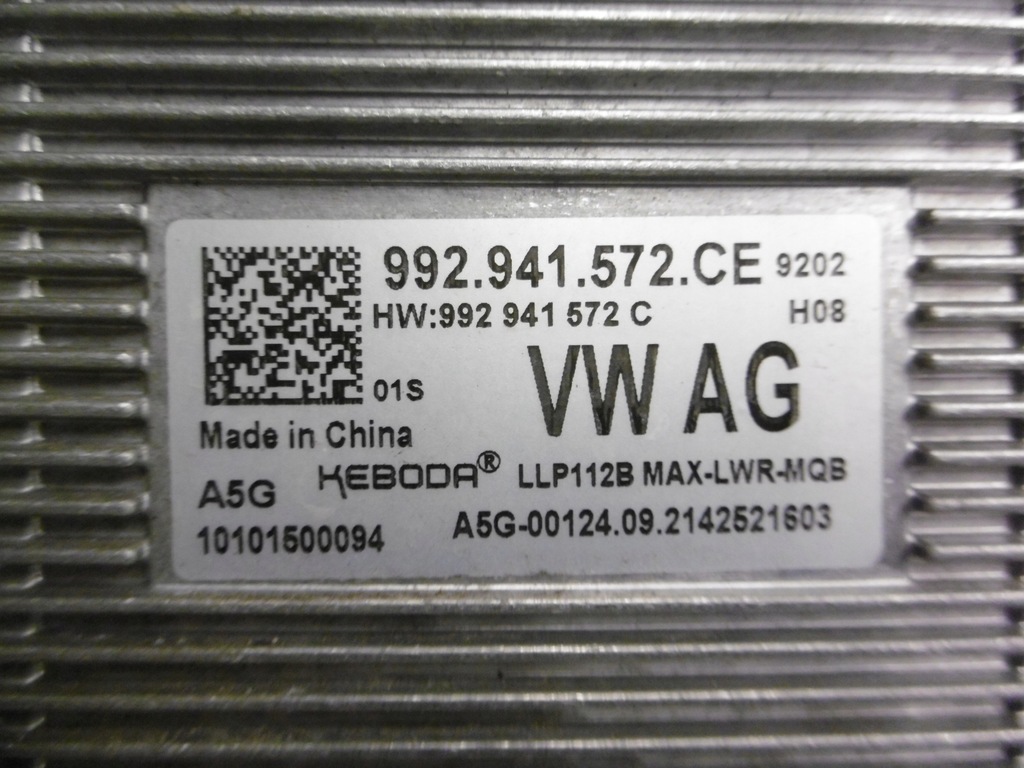 992.941.572.CE 9202
HW:992 941 572 C H08
VW AG
01S
Made in China
KEBODA® LLP112B MAX-LWR-MQB
A5G
A5G-00124.09.2142521603
10101500094